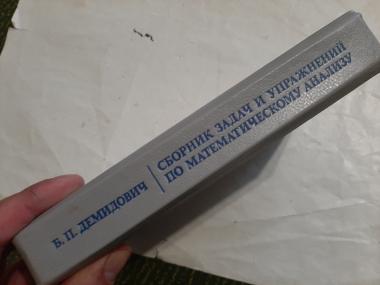 Б. П. ДЕМИДОВИЧ
СБОРНИК ЗАДАЧ И УПРАЖНЕНИЙ
ПО МАТЕМАТИЧЕСКОМУ АНАЛИЗУ